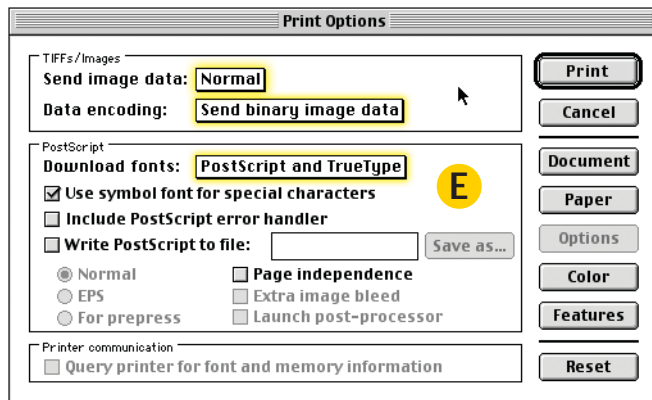 Print Options
TIFFs/Images
Send image data: Normal
Data encoding: Send binary image data
PostScript
Download fonts: PostScript and TrueType
Use symbol font for special characters
Include PostScript error handler
Write PostScript to file: Save as...
Normal Page independence
EPS Extra image bleed
For prepress Launch post-processor
E
Printer communication
Query printer for font and memory information
Print
Cancel
Document
Paper
Options
Color
Features
Reset